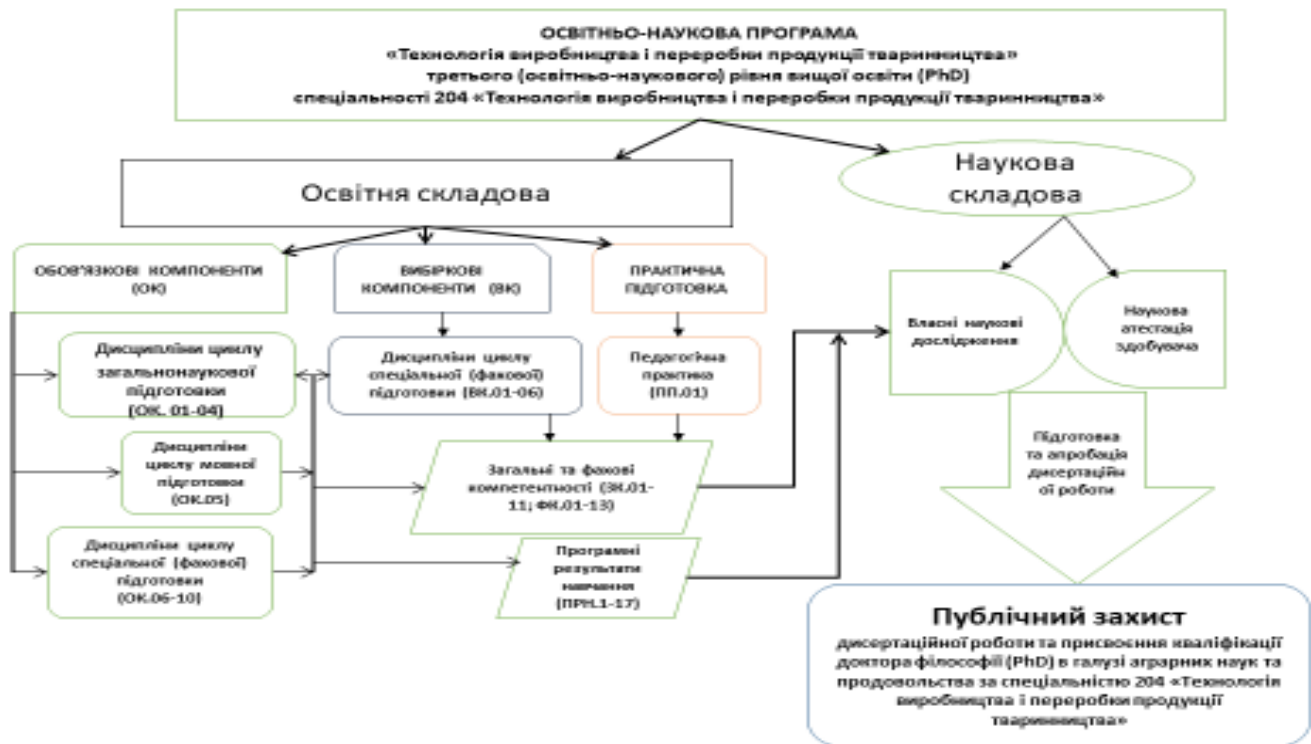 ОСВІТНЬО-НАУКОВА ПРОГРАМА
«Технологія виробництва і переробки продукції тваринництва»
третього (освітньо-наукового) рівня вищої освіти (PhD)
спеціальності 204 «Технологія виробництва і переробки продукції тваринництва»
Освітня складова
Наукова
складова
ОБОВ'ЯЗКОВІ КОМПОНЕНТИ
(ОК)
ВИБІРКОВІ
КОМПОНЕНТИ (ВК)
ПРАКТИЧНА
ПІДГОТОВКА
Дисципліни циклу
загальнонаукової
підготовки
(ОК. 01-04)
Дисципліни циклу
спеціальної (фахової)
підготовки (ВК.01-06)
Педагогічна
практика
(ПП.01)
Власні наукові
дослідження
Наукова
атестація
здобувача
Дисципліни
циклу мовної
підготовки
(ОК.05)
Загальні та фахові
компетентності (ЗК.01-
11; ФК.01-13)
Дисципліни циклу
спеціальної (фахової)
підготовки
(ОК.06-10)
Програмні
результати
навчання
(ПРН.1-17)
Підготовка
та апробація
дисертаційн
ої роботи
Публічний захист
дисертаційної роботи та присвоєння кваліфікації
доктора філософії (PhD) в галузі аграрних наук та
продовольства за спеціальністю 204 «Технологія
виробництва і переробки продукції
тваринництва»